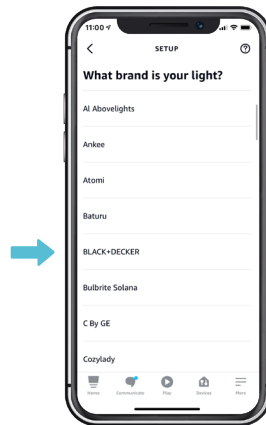 11:00
SETUP
What brand is your light?
Al Abovelights
Ankee
Atomi
Baturu
BLACK+DECKER
Bulbrite Solana
C By GE
Cozylady
Home Communicate Play Devices More